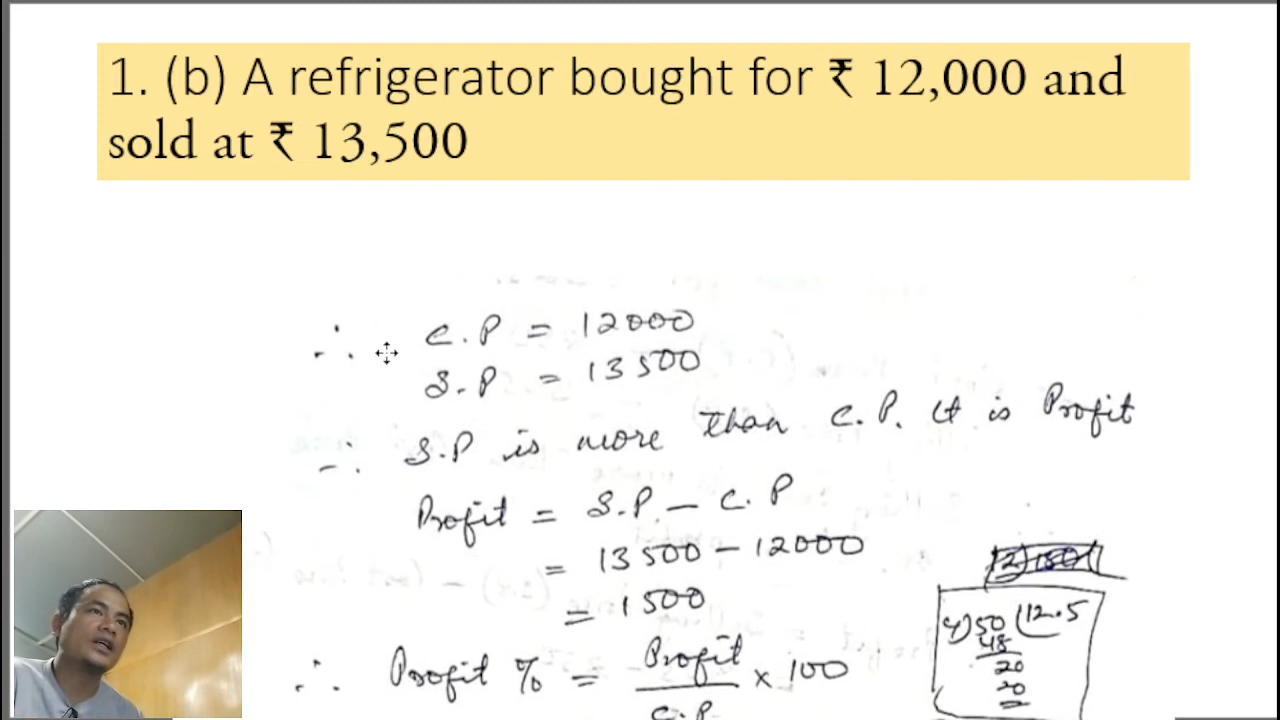 1. (b) A refrigerator bought for ₹ 12,000 and
sold at ₹ 13,500
∴ C.P = 12000
S.P = 13500
∴ S.P is more than C.P. It is Profit
Profit = S.P – C.P
= 13500 – 12000
= 1500
∴ Profit % = Profit × 100
C.P
4)50(12.5
48
20
20